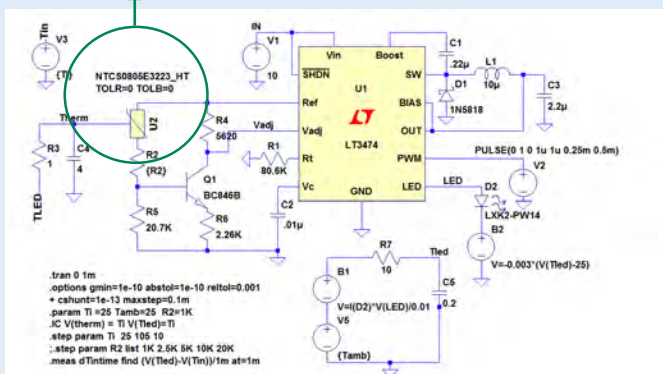 Tin
V3
{Ti}
NTCS0805E3223_HT
TOLR=0 TOLB=0
Therm
U2
R3
1
C4
4
TLED
R2
{R2}
R5
20.7K
R4
5620
Vadj
Q1
BC846B
R6
2.26K
IN
V1
10
R1
80.6K
C2
.01µ
Vin
Boost
SHDN
SW
U1
Ref
BIAS
Vadj
OUT
LT3474
Rt
PWM
Vc
LED
GND
C1
.22µ
L1
10µ
D1
1N5818
C3
2.2µ
PULSE(0 1 0 1u 1u 0.25m 0.5m)
V2
LED
D2
LXK2-PW14
B2
V=-0.003*(V(Tled)-25)
R7
10
Tled
B1
V=I(D2)*V(LED)/0.01
C5
0.2
V5
{Tamb}
.tran 0 1m
.options gmin=1e-10 abstol=1e-10 reltol=0.001
+ cshunt=1e-13 maxstep=0.1m
.param Ti =25 Tamb=25 R2=1K
.IC V(therm) = Ti V(Tled)=Ti
.step param Ti 25 105 10
;.step param R2 list 1K 2.5K 5K 10K 20K
.meas dTintime find (V(Tled)-V(Tin))/1m at=1m